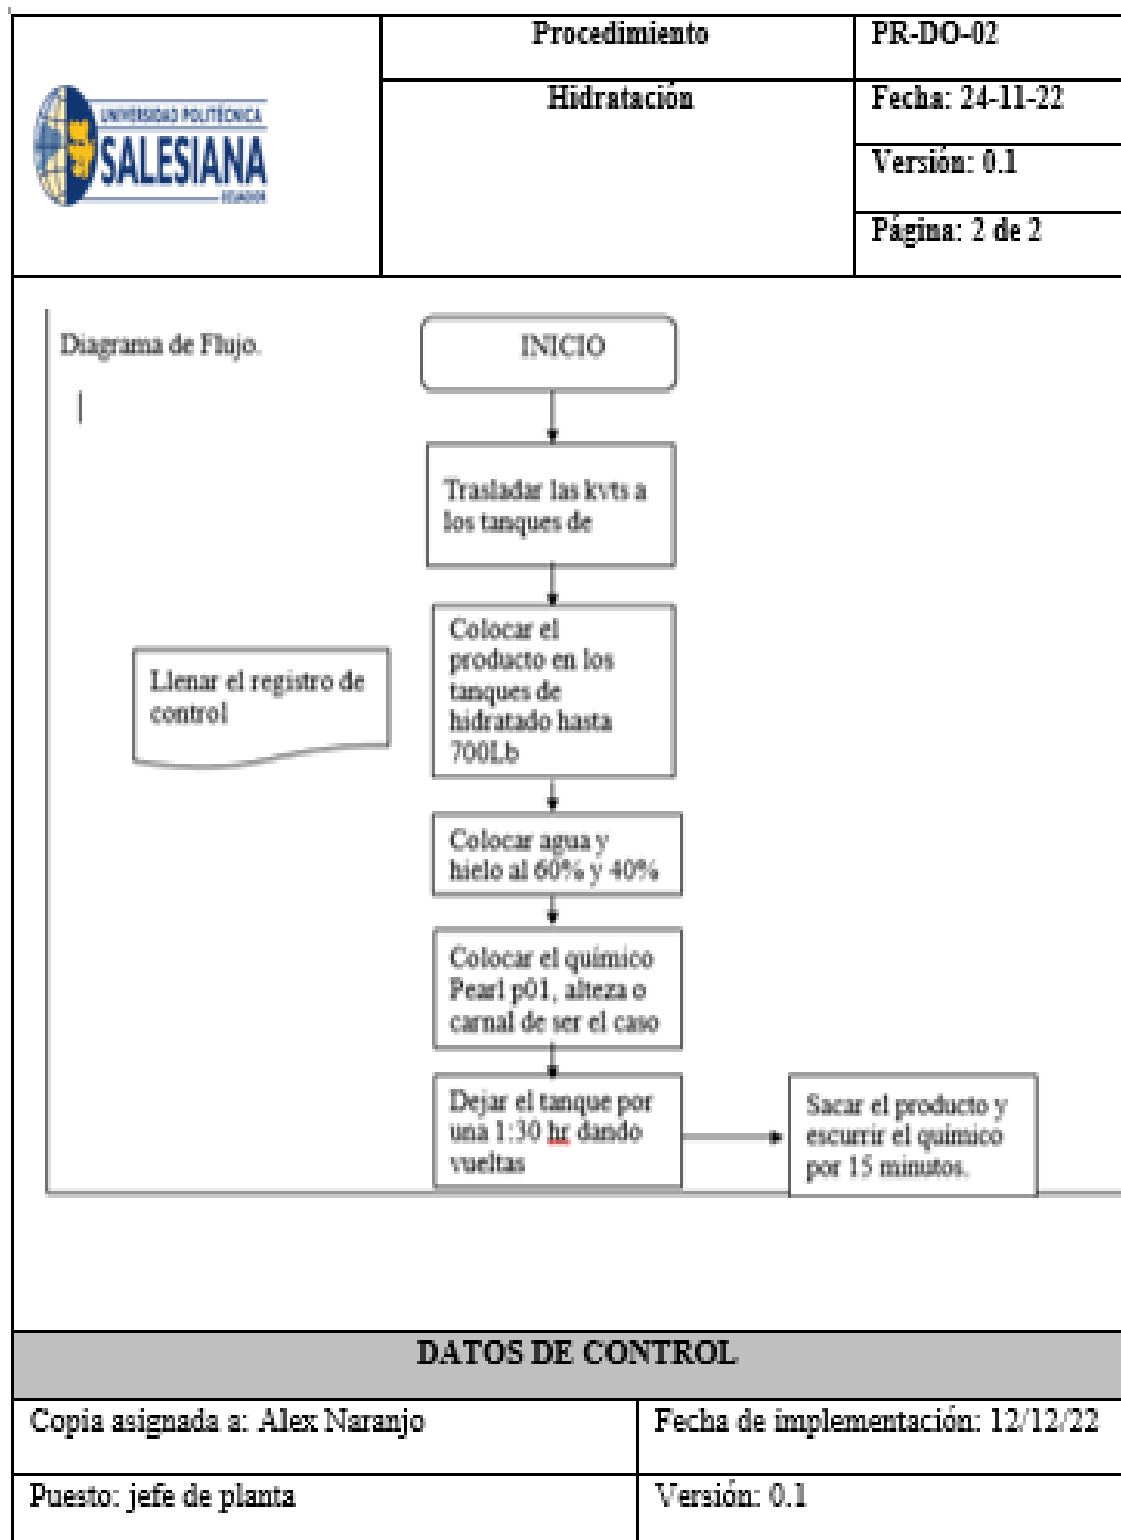 UNIVERSIDAD POLITÉCNICA
SALESIANA
ECUADOR
Procedimiento
PR-DO-02
Hidratación
Fecha: 24-11-22
Versión: 0.1
Página: 2 de 2
Diagrama de Flujo.
INICIO
Trasladar las kvts a
los tanques de
Colocar el
producto en los
tanques de
hidratado hasta
700Lb
Llenar el registro de
control
Colocar agua y
hielo al 60% y 40%
Colocar el químico
Pearl p01, alteza o
carnal de ser el caso
Dejar el tanque por
una 1:30 hr dando
vueltas
Sacar el producto y
escurrir el químico
por 15 minutos.
DATOS DE CONTROL
Copia asignada a: Alex Naranjo
Fecha de implementación: 12/12/22
Puesto: jefe de planta
Versión: 0.1